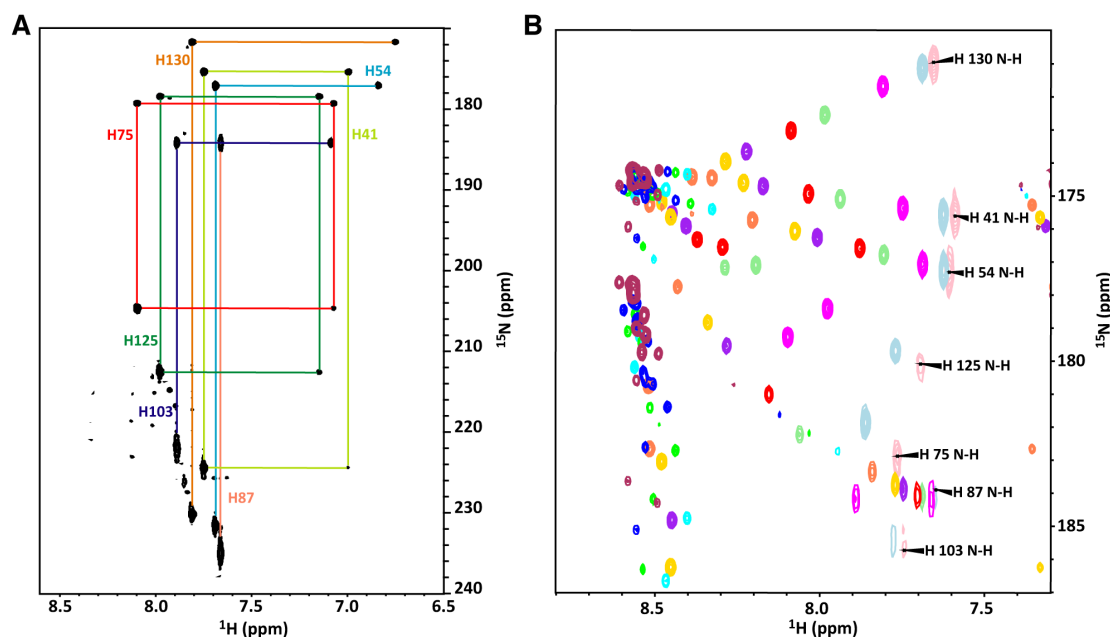 A
H130
H54
H75
H41
H125
H103
H87
180
190
200
210
220
230
240
15N (ppm)
8.5 8.0 7.5 7.0 6.5
1H (ppm)
B
H 130 N-H
H 41 N-H
H 54 N-H
H 125 N-H
H 75 N-H
H 87 N-H
H 103 N-H
175
180
185
15N (ppm)
8.5 8.0 7.5
1H (ppm)